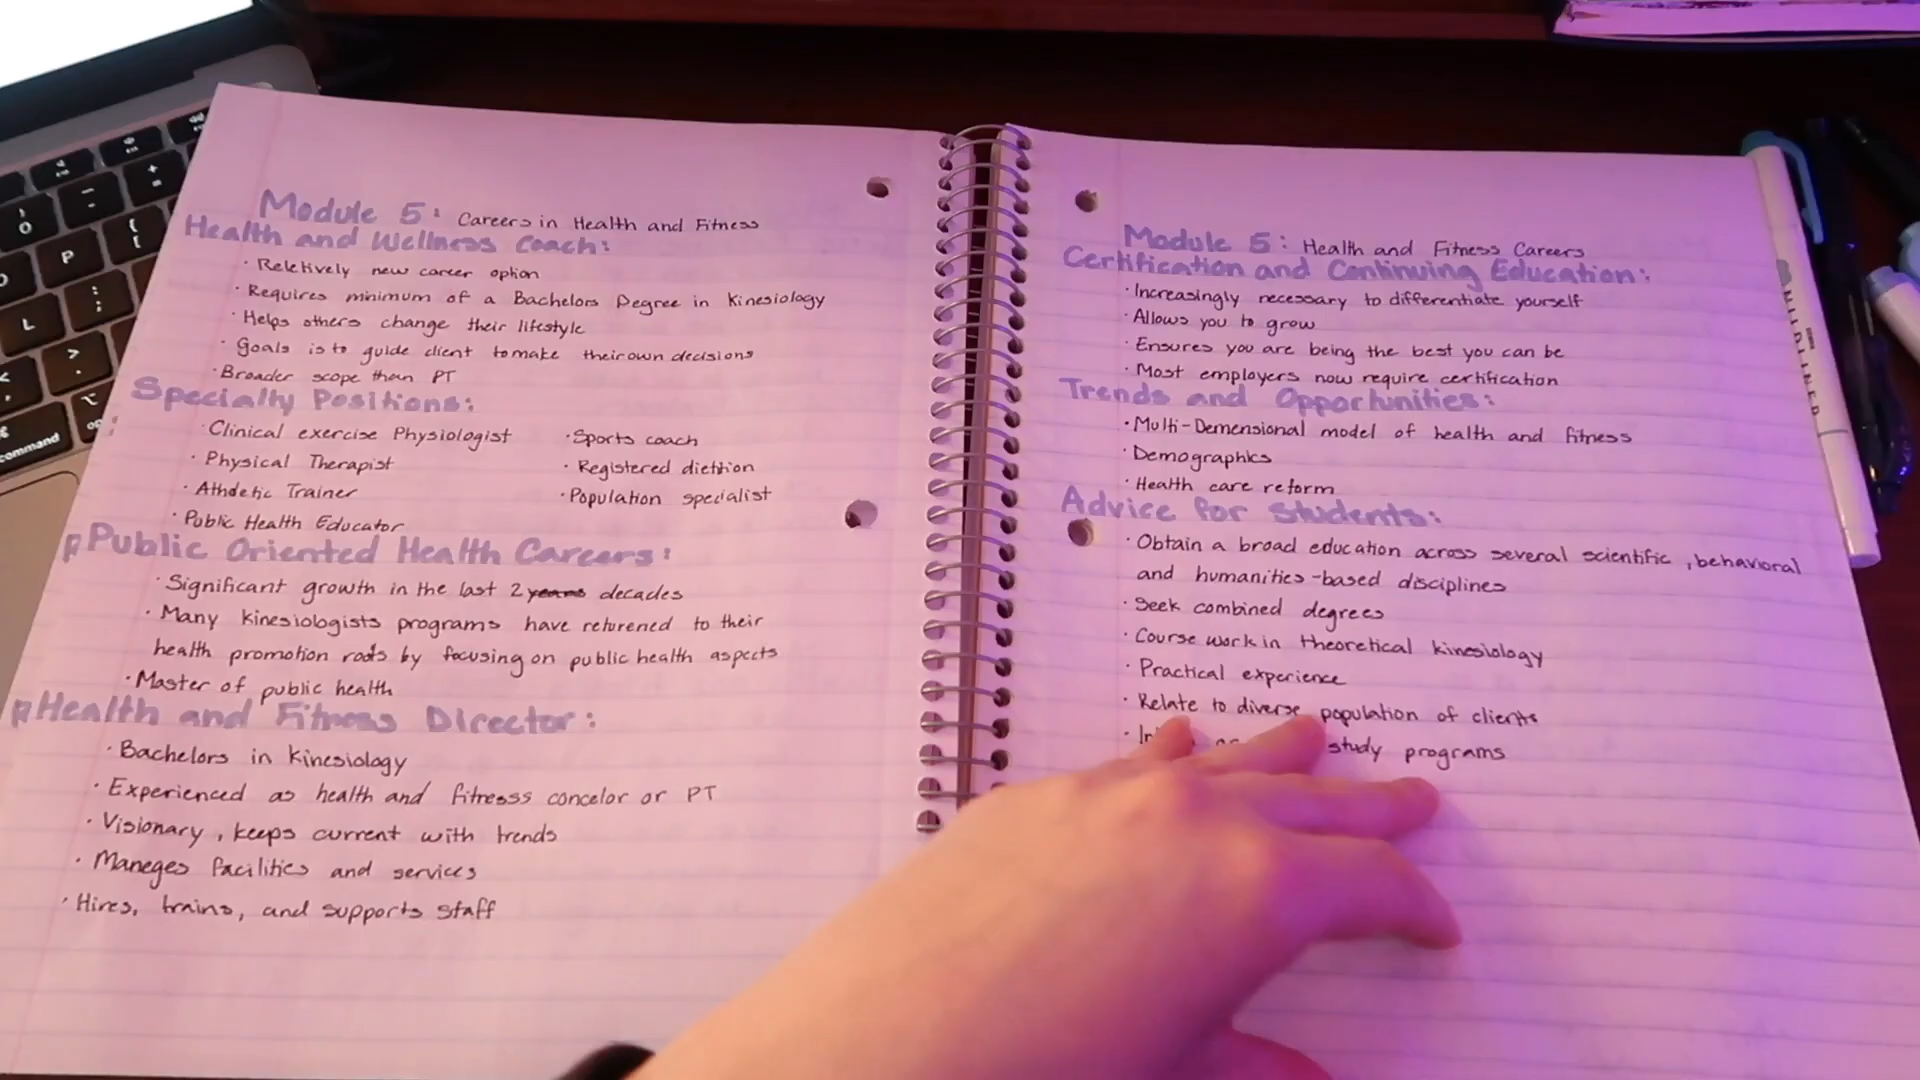 Module 5: Careers in Health and Fitness
Health and Wellness Coach:
· Reletively new career option
· Requires minimum of a Bachelors Degree in Kinesiology
· Helps others change their lifestyle
· Goals is to guide client to make their own decisions
· Broader scope than PT
Specialty Positions:
· Clinical exercise Physiologist
· Physical Therapist
· Athletic Trainer
· Public Health Educator
· Sports coach
· Registered
· Population specialist
Public Oriented Health Careers:
· Significant growth in the last 2 years decades
· Many kinesiologists programs have returened to their
health promotion roots by focusing on public health aspects
· Master of public health
Health and Fitness Director:
· Bachelors in Kinesiology
· Experienced as health and fitnesss concelor or PT
· Visionary, keeps current with trends
· Maneges facilities and services
· Hires, trains, and supports staff
Module 5: Health and Fitness Careers
Certification and Continuing Education:
· Increasingly necessary to differentiate yourself
· Allows you to grow
· Ensures you are being the best you can be
· Most employers now require certification
Trends and Opportunities:
· Multi-Demensional model of health and fitness
· Demographics
· Health care reform
Advice for Students:
· Obtain a broad education across several scientific, behavioral
and humanities-based disciplines
· Seek combined degrees
· Course work in theoretical kinesiology
· Practical experience
· Relate to diverse population of clients
study programs
P
L
command
MILDLINER